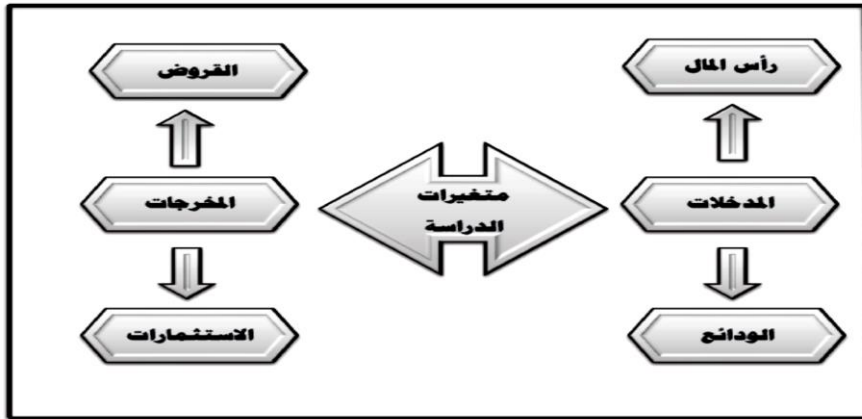 رأس المال
القروض
متغيرات
الدراسة
المدخلات
المخرجات
الودائع
الاستثمارات